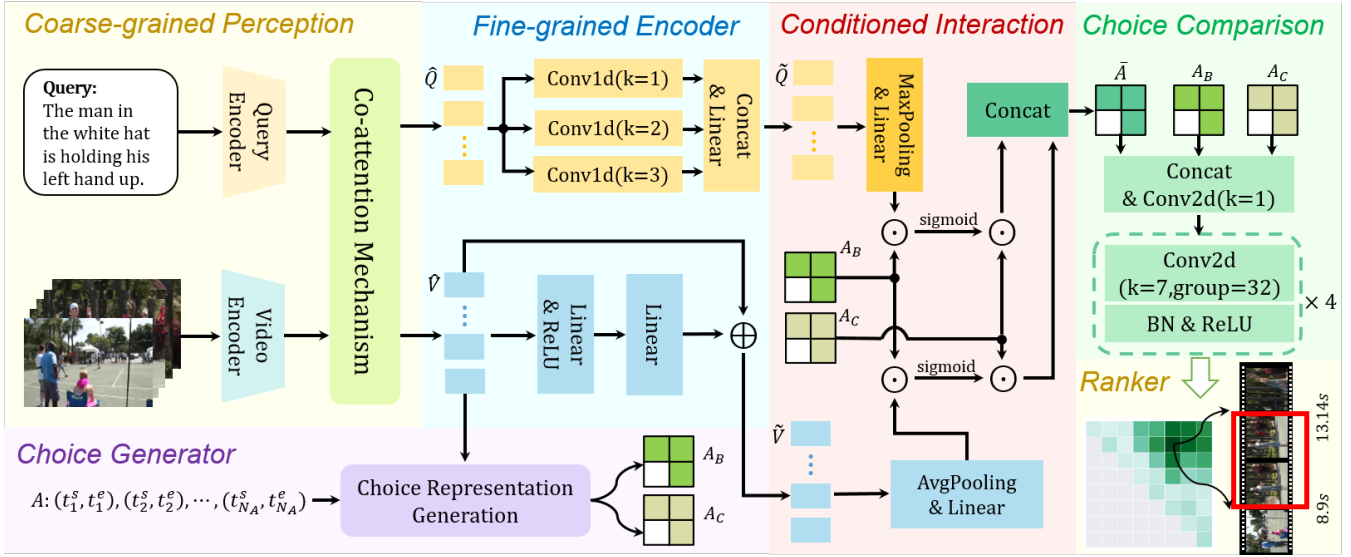 Coarse-grained Perception
Query:
The man in
the white hat
is holding his
left hand up.
Query
Encoder
Video
Encoder
Co-attention Mechanism
Fine-grained Encoder
Q̂
Conv1d(k=1)
Conv1d(k=2)
Conv1d(k=3)
Concat
& Linear
V̂
Linear
& ReLU
Linear
Conditioned Interaction
Q̃
MaxPooling
& Linear
Concat
sigmoid
A_B
A_C
sigmoid
Ṽ
AvgPooling
& Linear
Choice Comparison
Ā
A_B
A_C
Concat
& Conv2d(k=1)
Conv2d
(k=7,group=32)
BN & ReLU
× 4
Ranker
13.14s
8.9s
Choice Generator
A: (t_1^s, t_1^e), (t_2^s, t_2^e), ⋯, (t_{N_A}^s, t_{N_A}^e)
Choice Representation
Generation
A_B
A_C